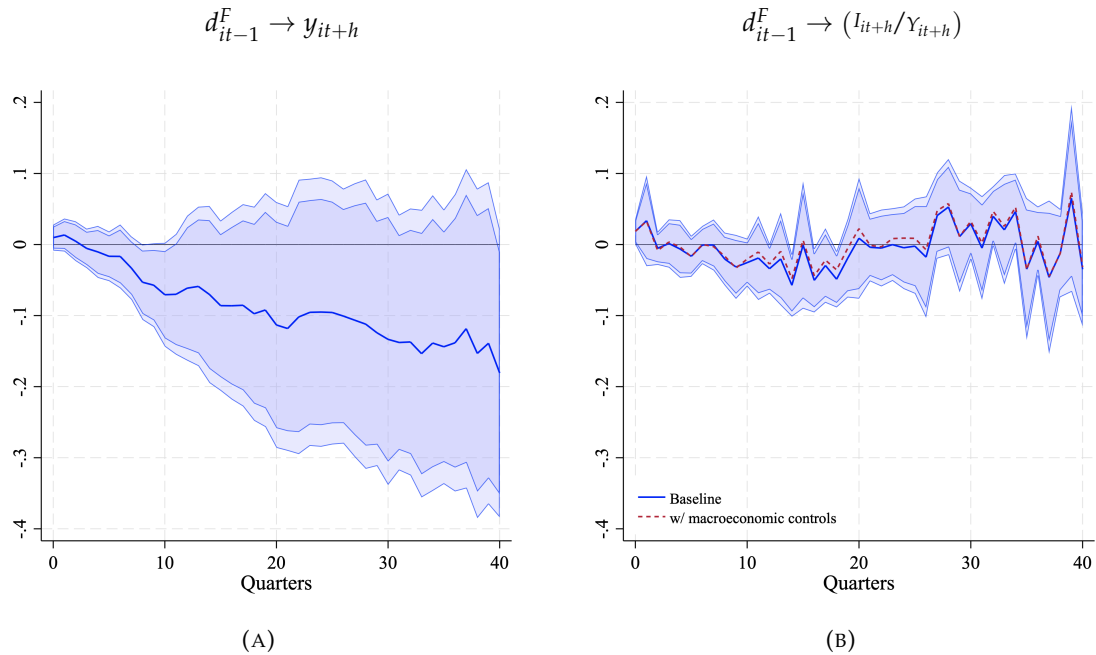 d^F_{it−1} → y_{it+h}
d^F_{it−1} → (I_{it+h}/Y_{it+h})
.2
.1
0
-.1
-.2
-.3
-.4
0 10 20 30 40
Quarters
(A)
.2
.1
0
-.1
-.2
-.3
-.4
Baseline
w/ macroeconomic controls
0 10 20 30 40
Quarters
(B)